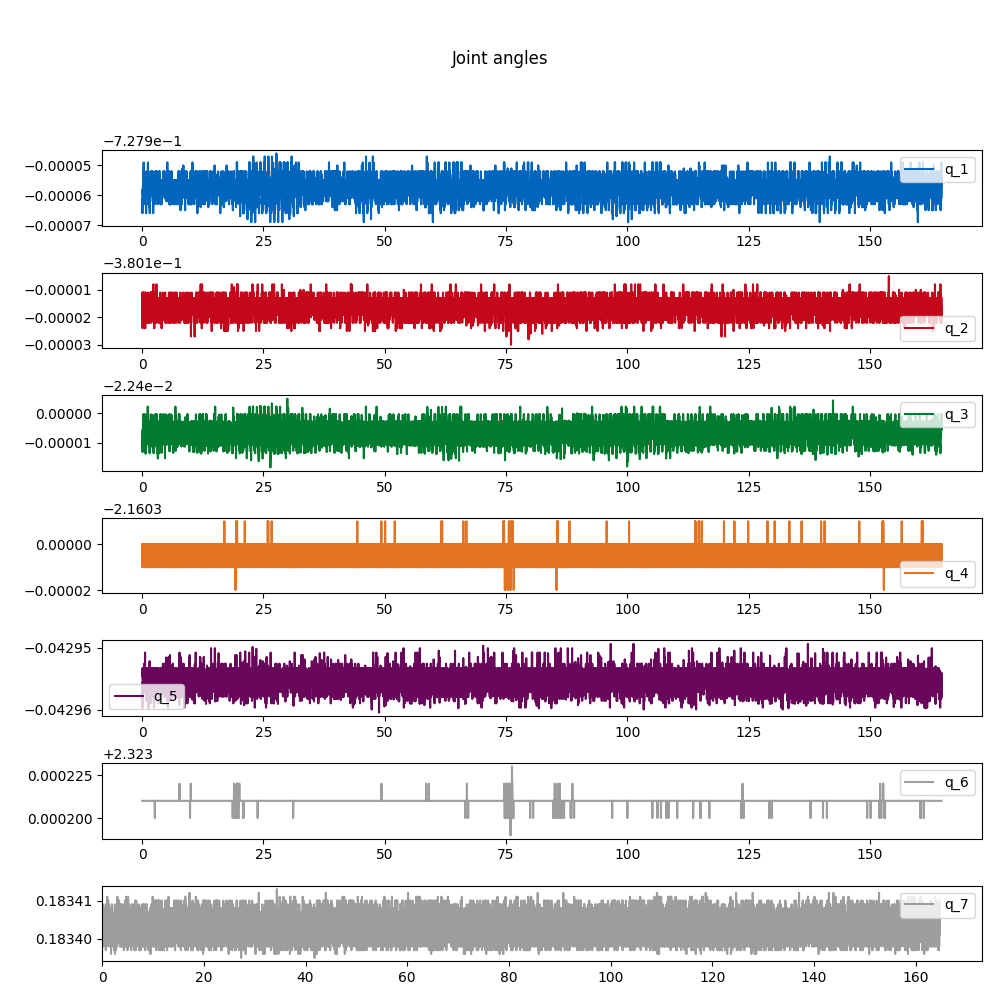 Joint angles
−7.279e−1
−0.00005
−0.00006
−0.00007
q_1
0 25 50 75 100 125 150
−3.801e−1
−0.00001
−0.00002
−0.00003
q_2
0 25 50 75 100 125 150
−2.24e−2
0.00000
−0.00001
q_3
0 25 50 75 100 125 150
−2.1603
0.00000
−0.00002
q_4
0 25 50 75 100 125 150
−0.04295
−0.04296
q_5
0 25 50 75 100 125 150
+2.323
0.000225
0.000200
q_6
0 25 50 75 100 125 150
0.18341
0.18340
q_7
0 20 40 60 80 100 120 140 160